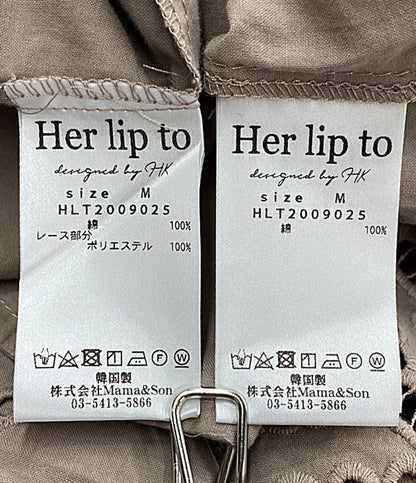 Her lip to
designed by HK
size M
HLT2009025
綿 100%
レース部分
ポリエステル 100%
韓国製
株式会社Mama&Son
03-5413-5866
Her lip to
designed by HK
size M
HLT2009025
綿 100%
韓国製
株式会社Mama&Son
03-5413-5866